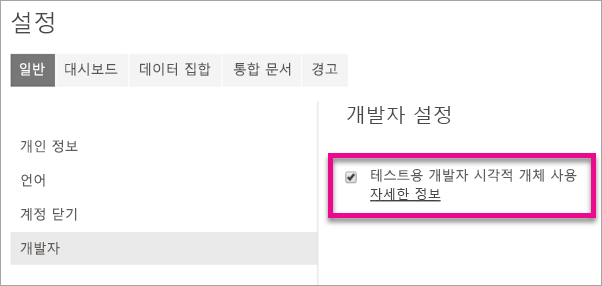 설정
일반 대시보드 데이터 집합 통합 문서 경고
개인 정보
언어
계정 닫기
개발자
개발자 설정
테스트용 개발자 시각적 개체 사용
자세한 정보